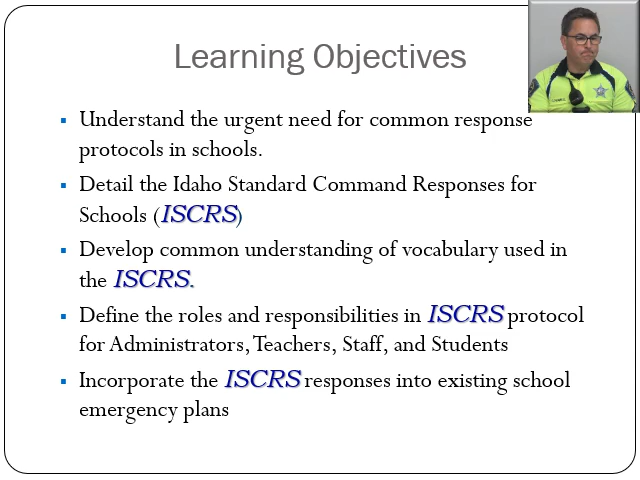 Learning Objectives
Understand the urgent need for common response
protocols in schools.
Detail the Idaho Standard Command Responses for
Schools (ISCRS)
Develop common understanding of vocabulary used in
the ISCRS.
Define the roles and responsibilities in ISCRS protocol
for Administrators, Teachers, Staff, and Students
Incorporate the ISCRS responses into existing school
emergency plans